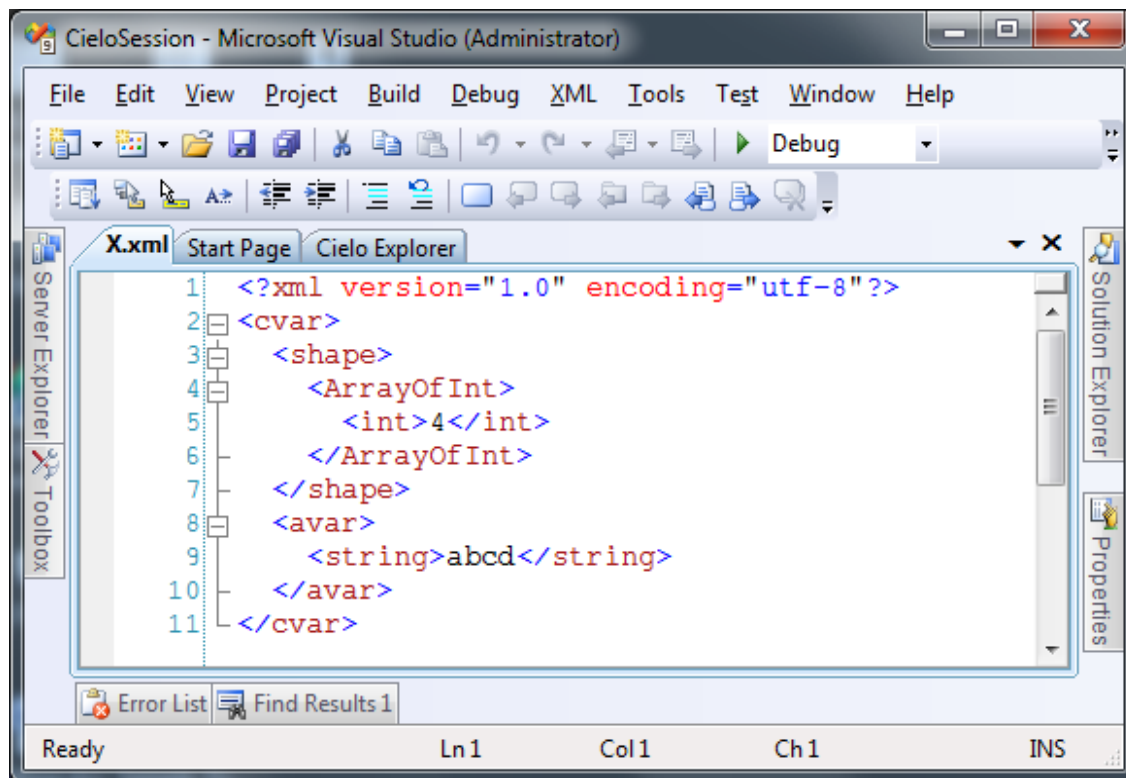 CieloSession - Microsoft Visual Studio (Administrator)
File Edit View Project Build Debug XML Tools Test Window Help
Debug
X.xml Start Page Cielo Explorer
Server Explorer
Toolbox
1 <?xml version="1.0" encoding="utf-8"?>
2 <cvar>
3 <shape>
4 <ArrayOfInt>
5 <int>4</int>
6 </ArrayOfInt>
7 </shape>
8 <avar>
9 <string>abcd</string>
10 </avar>
11 </cvar>
Solution Explorer
Properties
Error List Find Results 1
Ready Ln 1 Col 1 Ch 1 INS